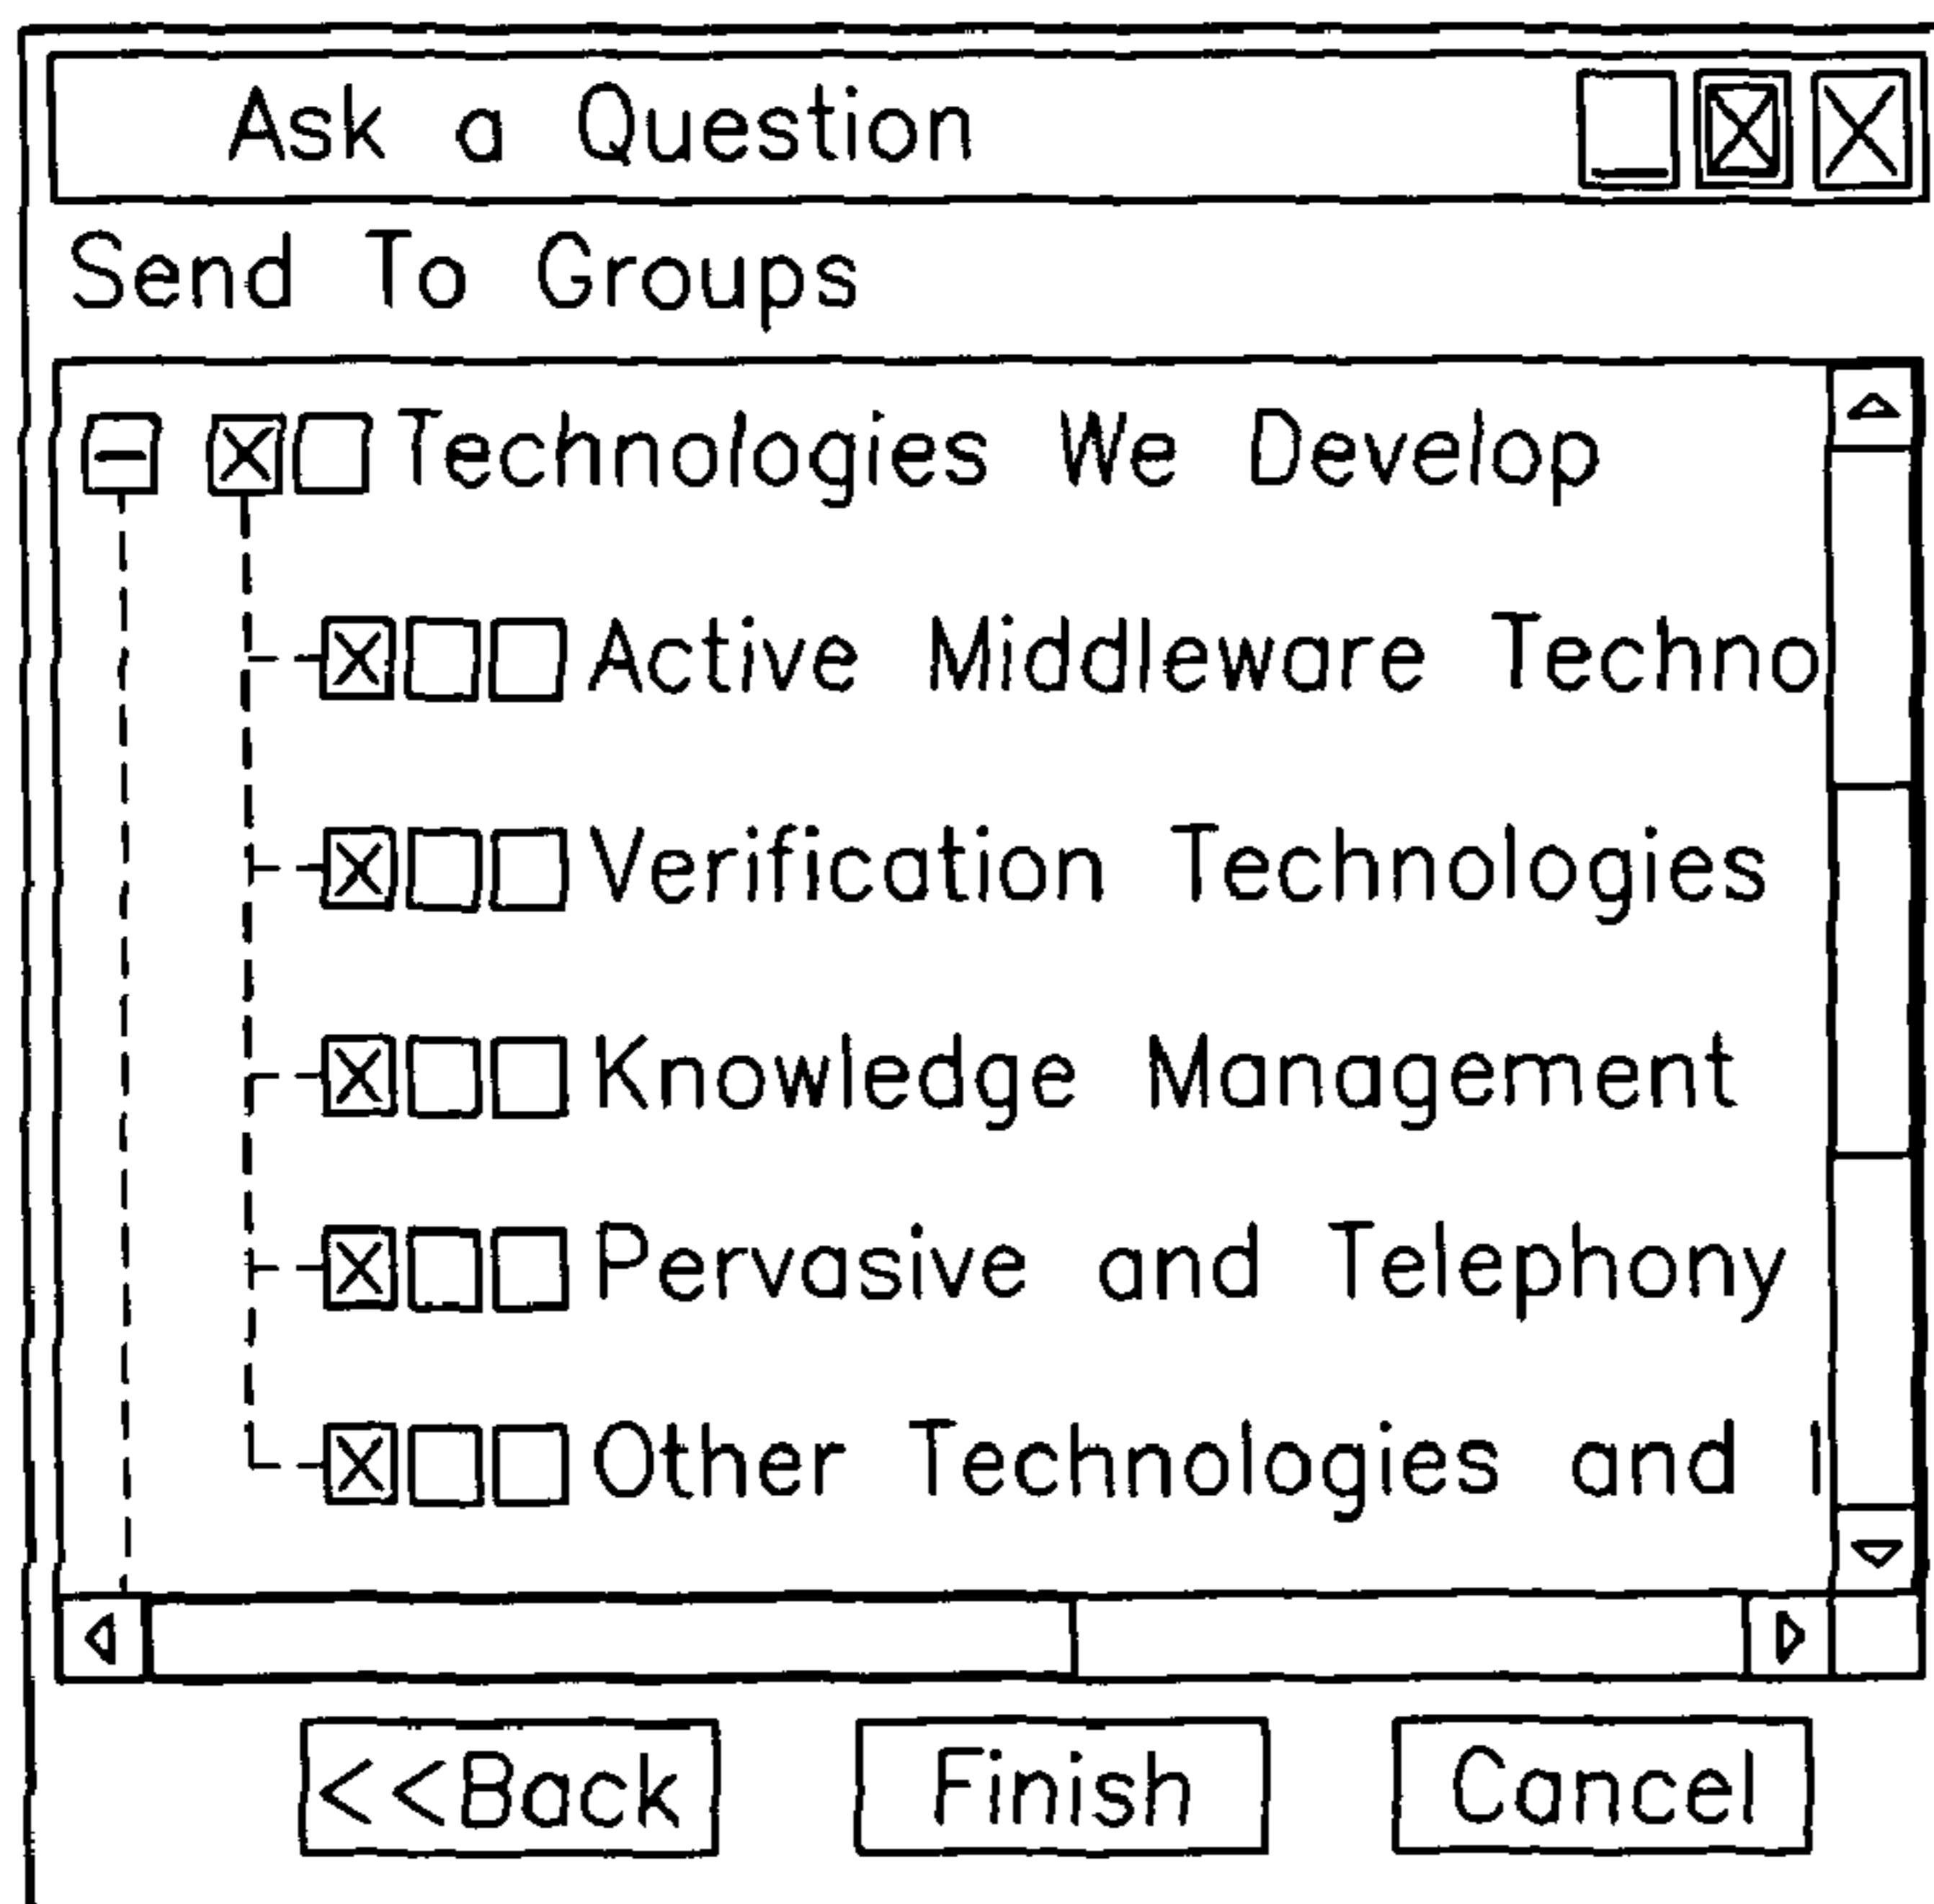 Ask a Question
Send To Groups
Technologies We Develop
Active Middleware Techno
Verification Technologies
Knowledge Management
Pervasive and Telephony
Other Technologies and
<<Back Finish Cancel